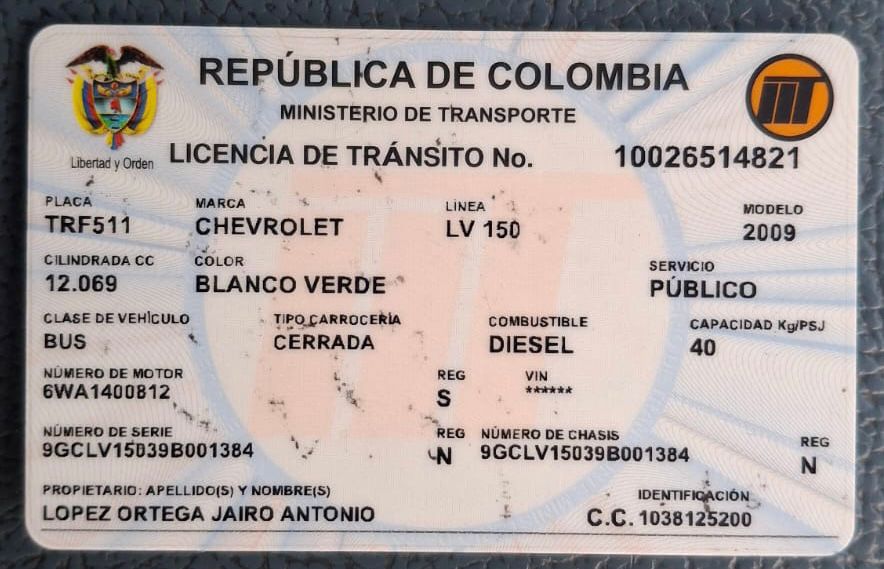 REPÚBLICA DE COLOMBIA
MINISTERIO DE TRANSPORTE
Libertad y Orden
LICENCIA DE TRÁNSITO No. 10026514821
PLACA MARCA LÍNEA MODELO
TRF511 CHEVROLET LV 150 2009
CILINDRADA CC COLOR SERVICIO
12.069 BLANCO VERDE PÚBLICO
CLASE DE VEHÍCULO TIPO CARROCERÍA COMBUSTIBLE CAPACIDAD Kg/PSJ
BUS CERRADA DIESEL 40
NÚMERO DE MOTOR REG VIN
6WA1400812 S ******
NÚMERO DE SERIE REG NÚMERO DE CHASIS REG
9GCLV15039B001384 N 9GCLV15039B001384 N
PROPIETARIO: APELLIDO(S) Y NOMBRE(S) IDENTIFICACIÓN
LOPEZ ORTEGA JAIRO ANTONIO C.C. 1038125200